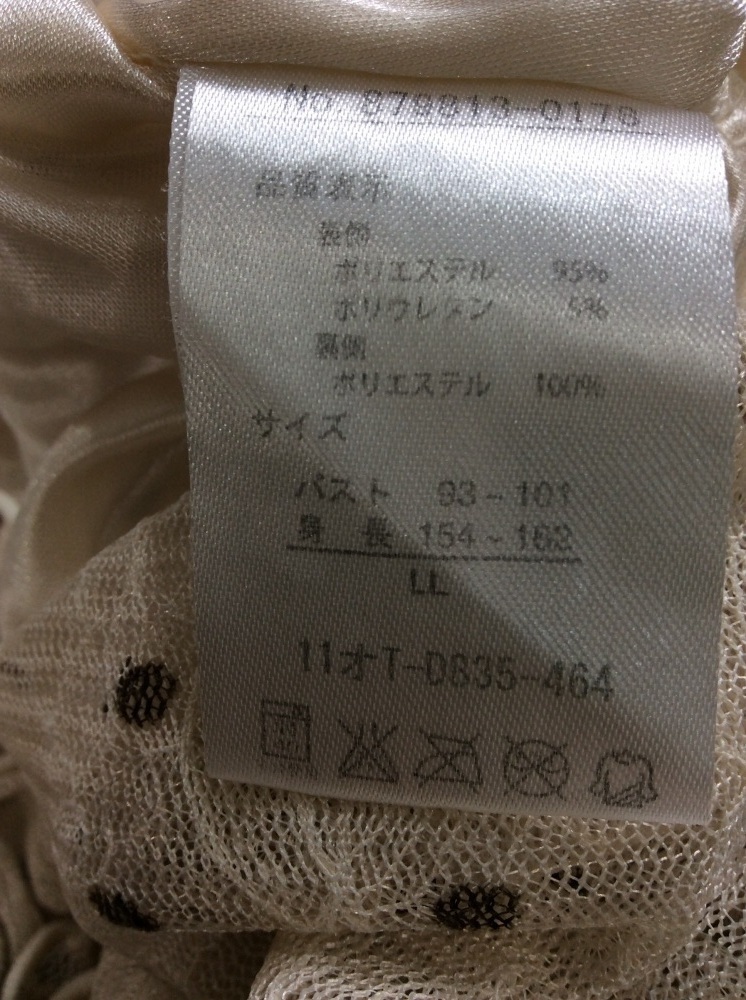 No 878813-0178
品質表示
表側
ポリエステル 95%
ポリウレタン 5%
裏側
ポリエステル 100%
サイズ
バスト 93~101
身長 154~162
LL
11オT-D835-464